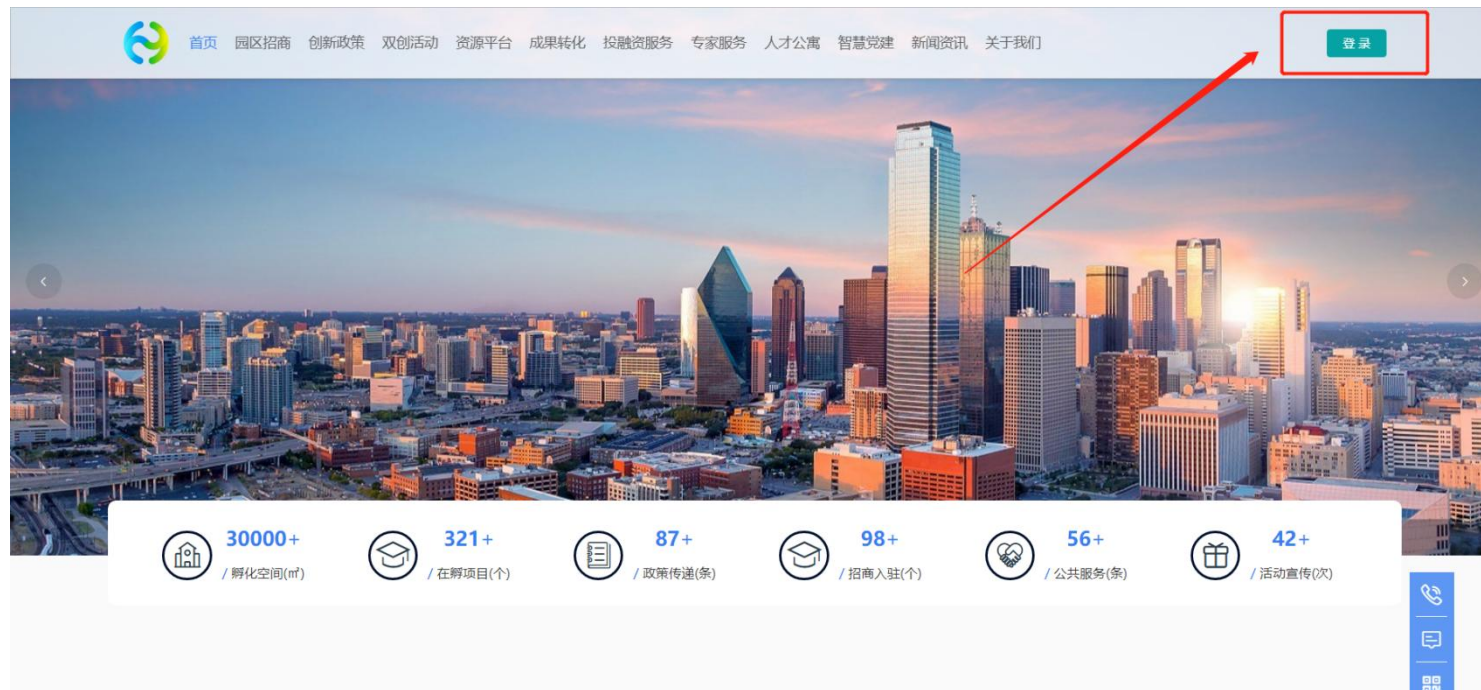 首页 园区招商 创新政策 双创活动 资源平台 成果转化 投融资服务 专家服务 人才公寓 智慧党建 新闻资讯 关于我们 登录
30000+ 321+ 87+ 98+ 56+ 42+
/ 孵化空间(㎡) / 在孵项目(个) / 政策传递(条) / 招商入驻(个) / 公共服务(条) / 活动宣传(次)